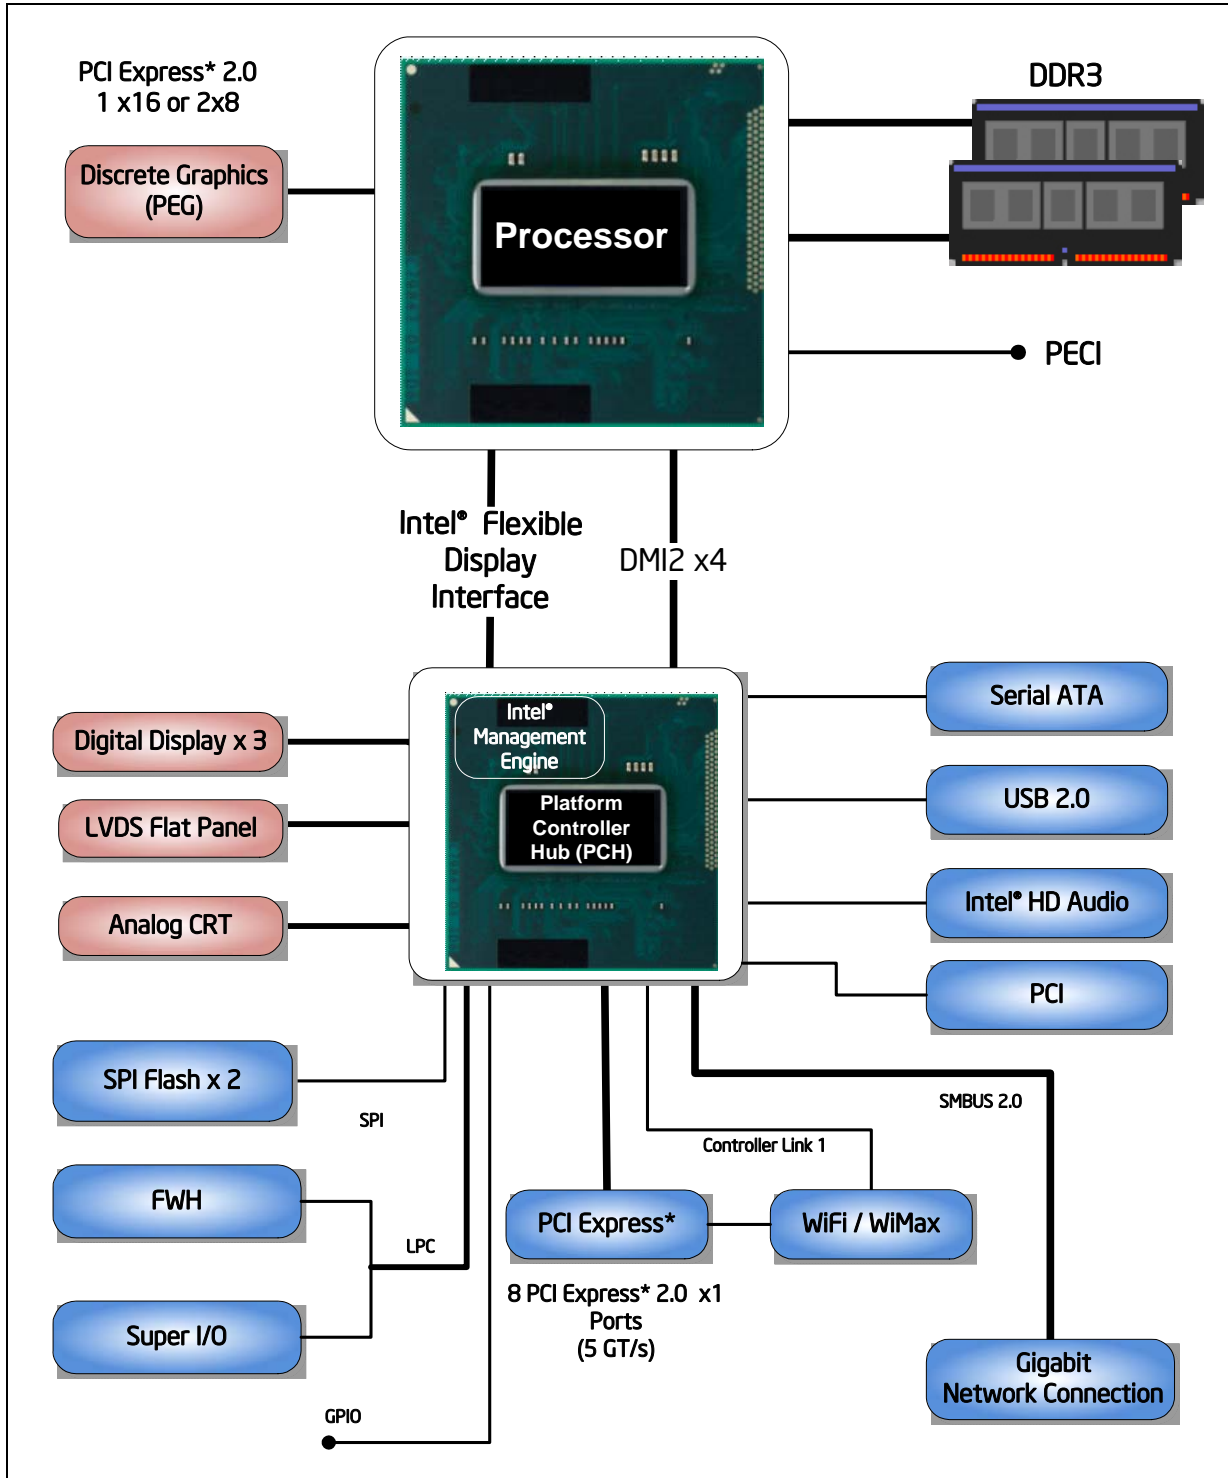 PCI Express* 2.0
1 x16 or 2x8
Discrete Graphics
(PEG)
Processor
DDR3
PECI
Intel® Flexible
Display
Interface
DMI2 x4
Intel®
Management
Engine
Platform
Controller
Hub (PCH)
Digital Display x 3
LVDS Flat Panel
Analog CRT
Serial ATA
USB 2.0
Intel® HD Audio
PCI
SPI Flash x 2
SPI
FWH
LPC
Super I/O
GPIO
SMBUS 2.0
Controller Link 1
PCI Express*
WiFi / WiMax
8 PCI Express* 2.0 x1
Ports
(5 GT/s)
Gigabit
Network Connection